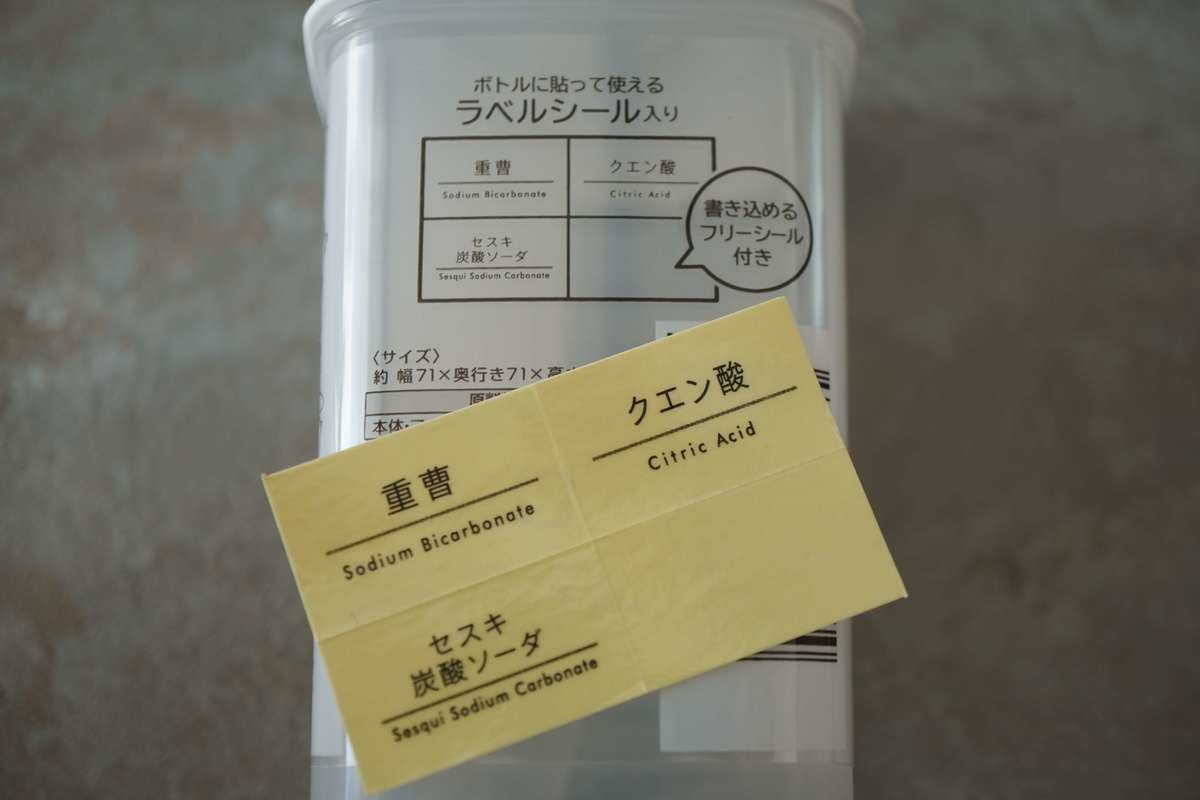 ボトルに貼って使える
ラベルシール入り
重曹
Sodium Bicarbonate
クエン酸
Citric Acid
セスキ
炭酸ソーダ
Sesqui Sodium Carbonate
書き込める
フリーシール
付き
〈サイズ〉
約 幅71×奥行き71×高
本体・
重曹
Sodium Bicarbonate
クエン酸
Citric Acid
セスキ
炭酸ソーダ
Sesqui Sodium Carbonate